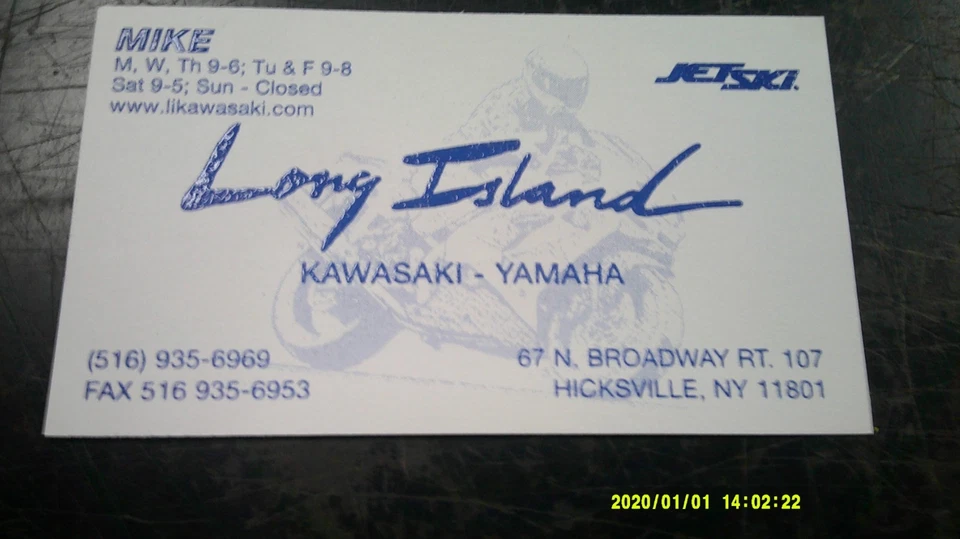 MIKE
M, W, Th 9-6; Tu & F 9-8
Sat 9-5; Sun - Closed
www.likawasaki.com
JET SKI.
Long Island
KAWASAKI - YAMAHA
(516) 935-6969
FAX 516 935-6953
67 N. BROADWAY RT. 107
HICKSVILLE, NY 11801
2020/01/01 14:02:22